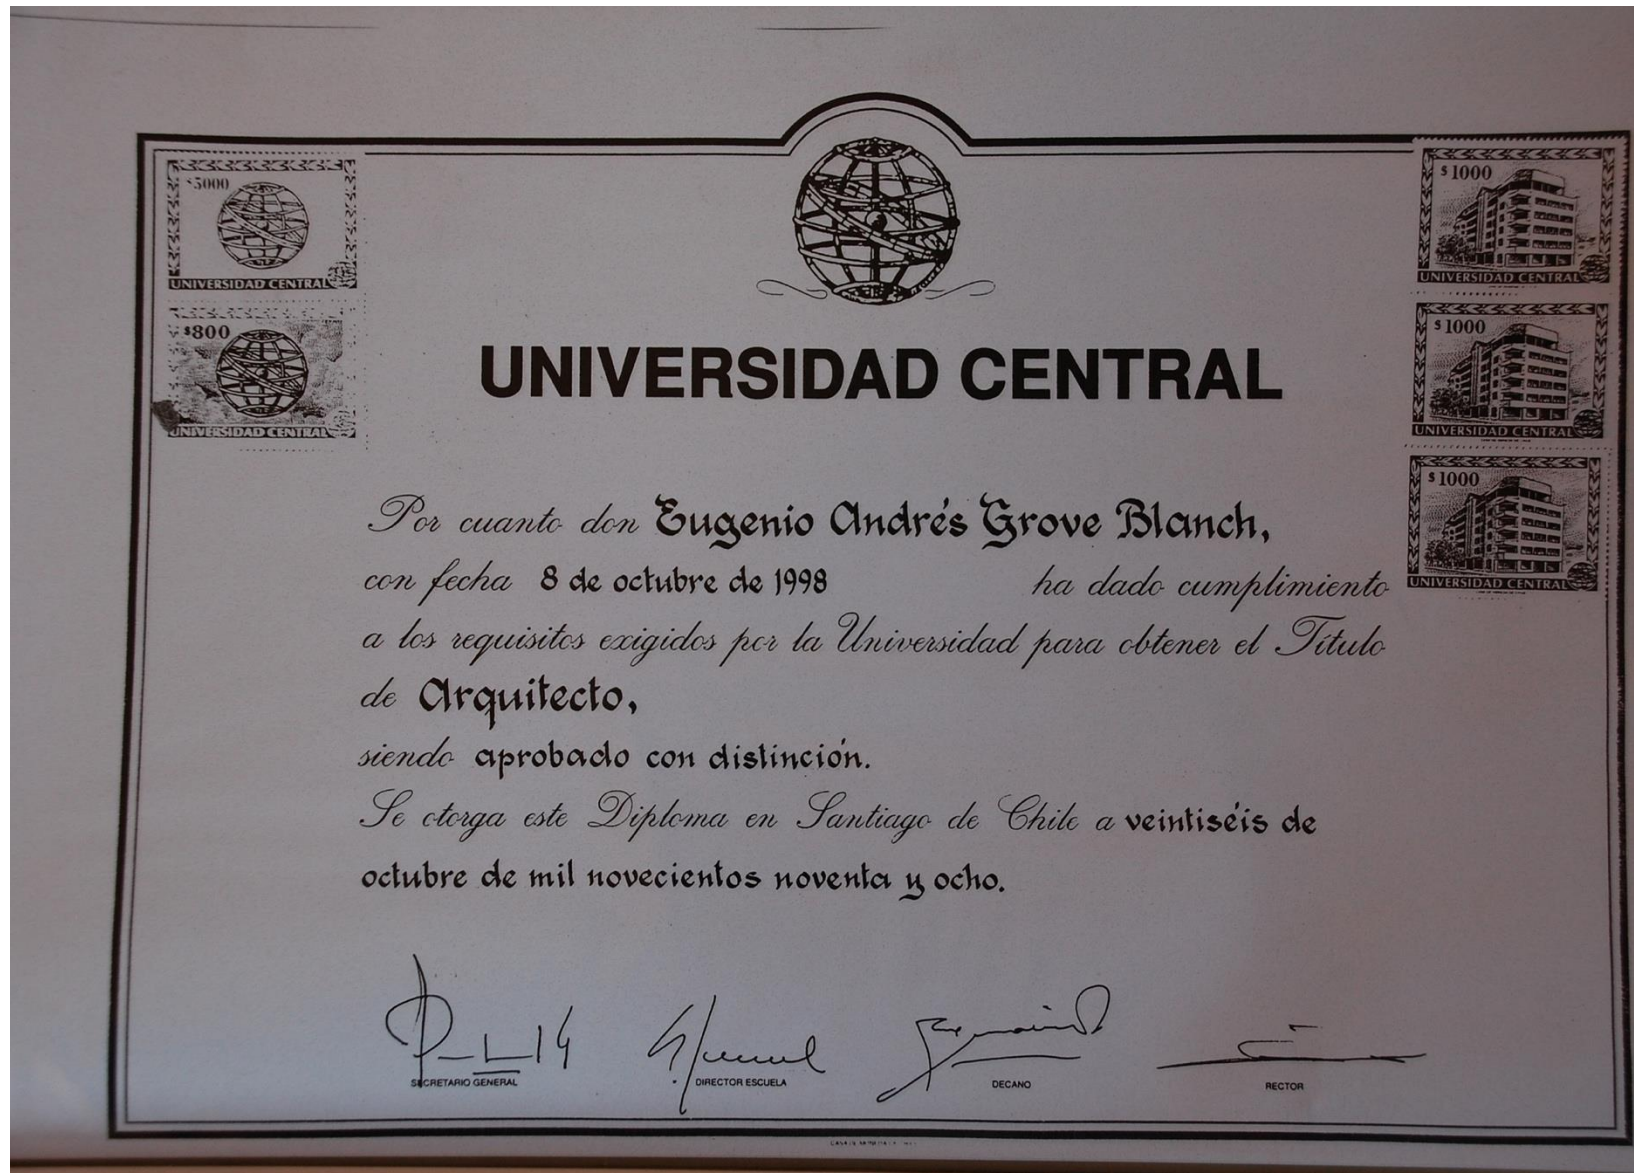 $5000
UNIVERSIDAD CENTRAL
$800
UNIVERSIDAD CENTRAL
$1000
UNIVERSIDAD CENTRAL
$1000
UNIVERSIDAD CENTRAL
$1000
UNIVERSIDAD CENTRAL
UNIVERSIDAD CENTRAL
Por cuanto don Eugenio Andrés Grove Blanch,
con fecha 8 de octubre de 1998 ha dado cumplimiento
a los requisitos exigidos por la Universidad para obtener el Título
de Arquitecto,
siendo aprobado con distinción.
Se otorga este Diploma en Santiago de Chile a veintiséis de
octubre de mil novecientos noventa y ocho.
SECRETARIO GENERAL
DIRECTOR ESCUELA
DECANO
RECTOR